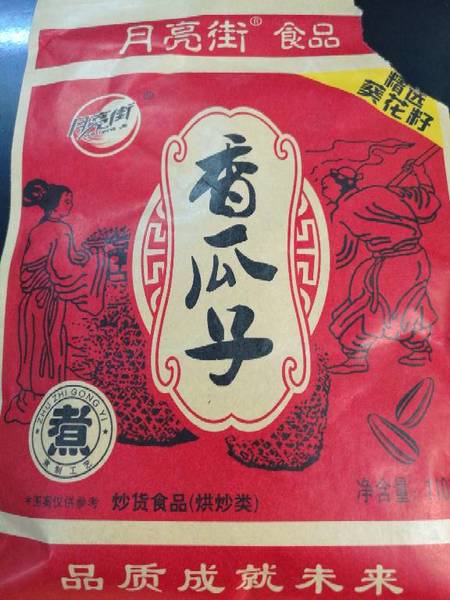 月亮街® 食品
精选
葵花籽
月亮街
®
香瓜子
ZHU ZHI GONG YI
煮
煮制工艺
*图案仅供参考
炒货食品(烘炒类)
净含量: 110
品质成就未来